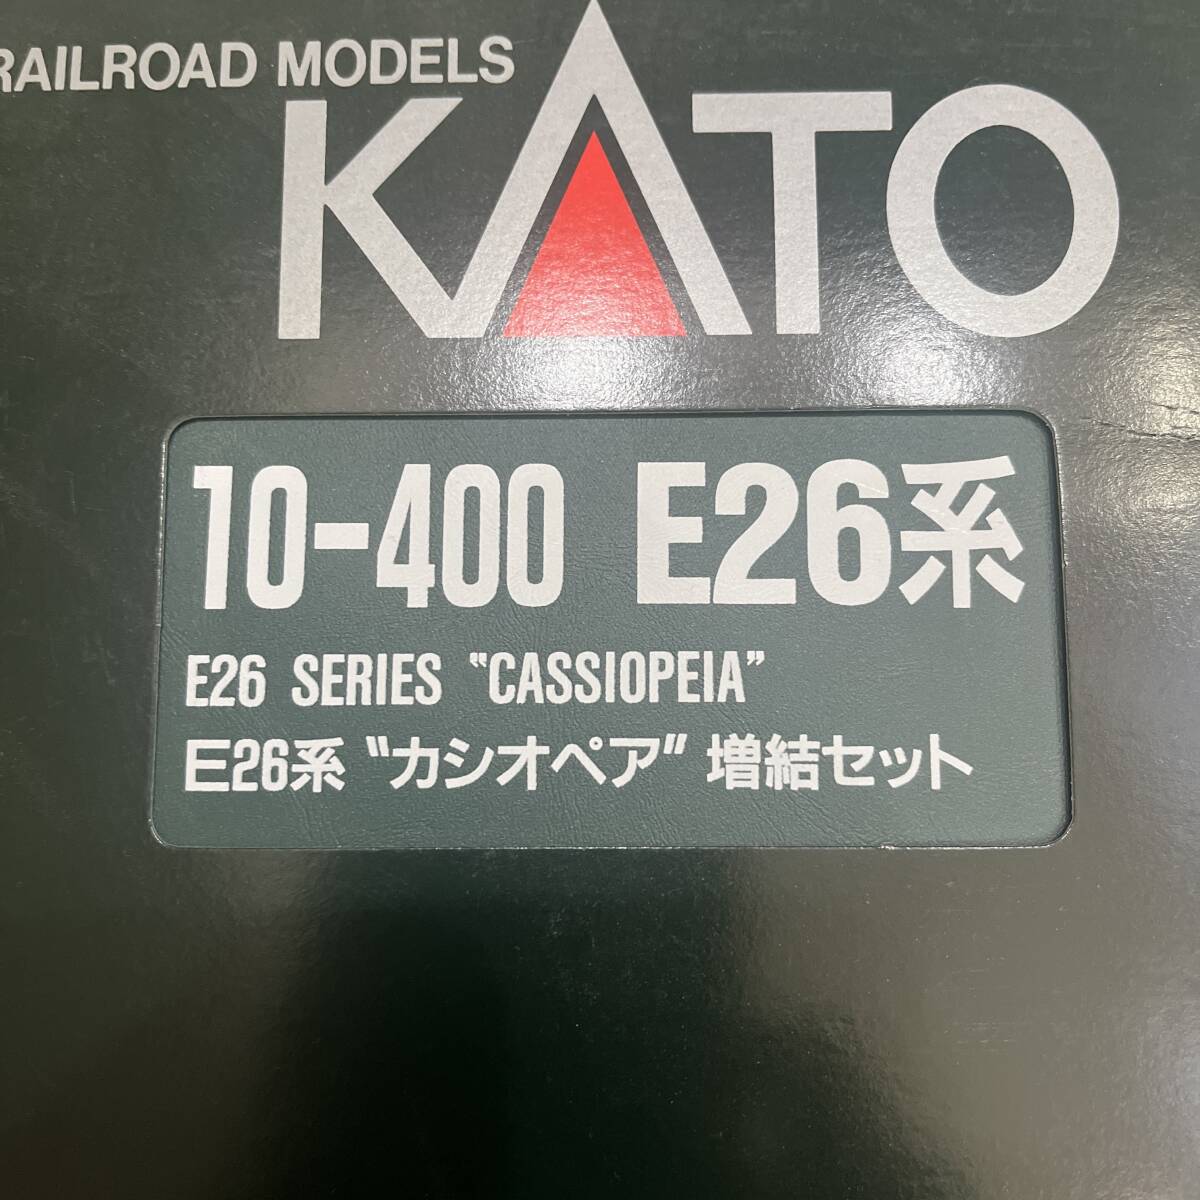 RAILROAD MODELS
KATO
10-400 E26系
E26 SERIES “CASSIOPEIA”
E26系 “カシオペア” 増結セット